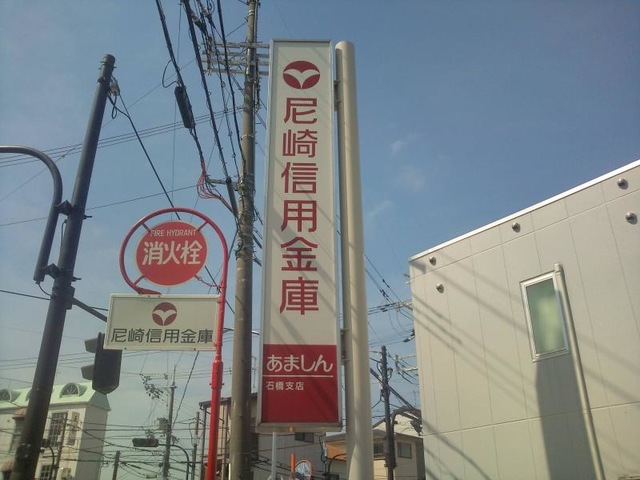 尼崎信用金庫
あましん
石橋支店
FIRE HYDRANT
消火栓
尼崎信用金庫